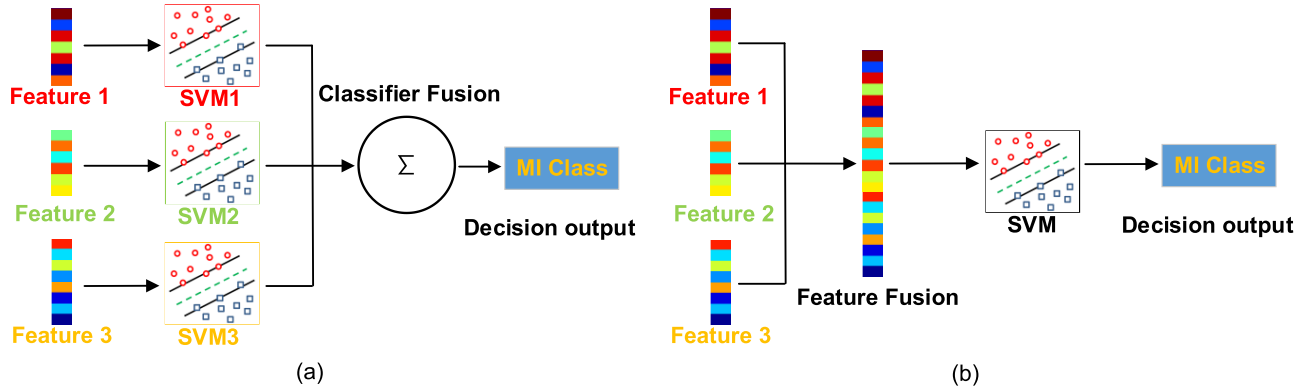 Feature 1
SVM1
Classifier Fusion
Feature 2
SVM2
Σ
MI Class
Decision output
Feature 3
SVM3
(a)
Feature 1
Feature 2
Feature 3
Feature Fusion
SVM
MI Class
Decision output
(b)